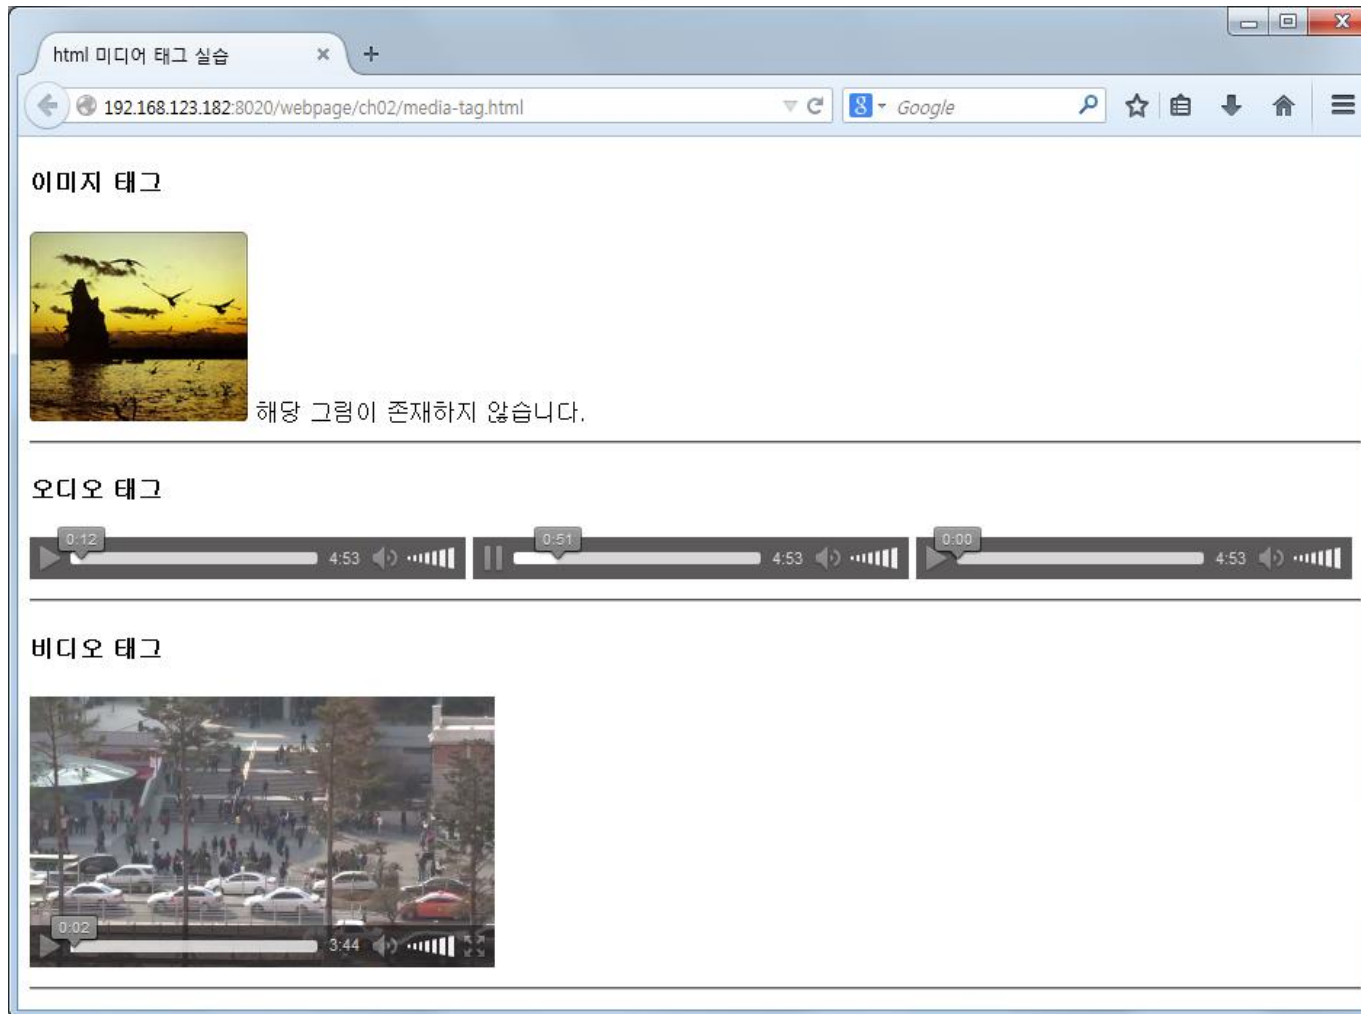 html 미디어 태그 실습
192.168.123.182:8020/webpage/ch02/media-tag.html
8 Google
이미지 태그
해당 그림이 존재하지 않습니다.
오디오 태그
0:12 4:53 0:51 4:53 0:00 4:53
비디오 태그
0:02 3:44